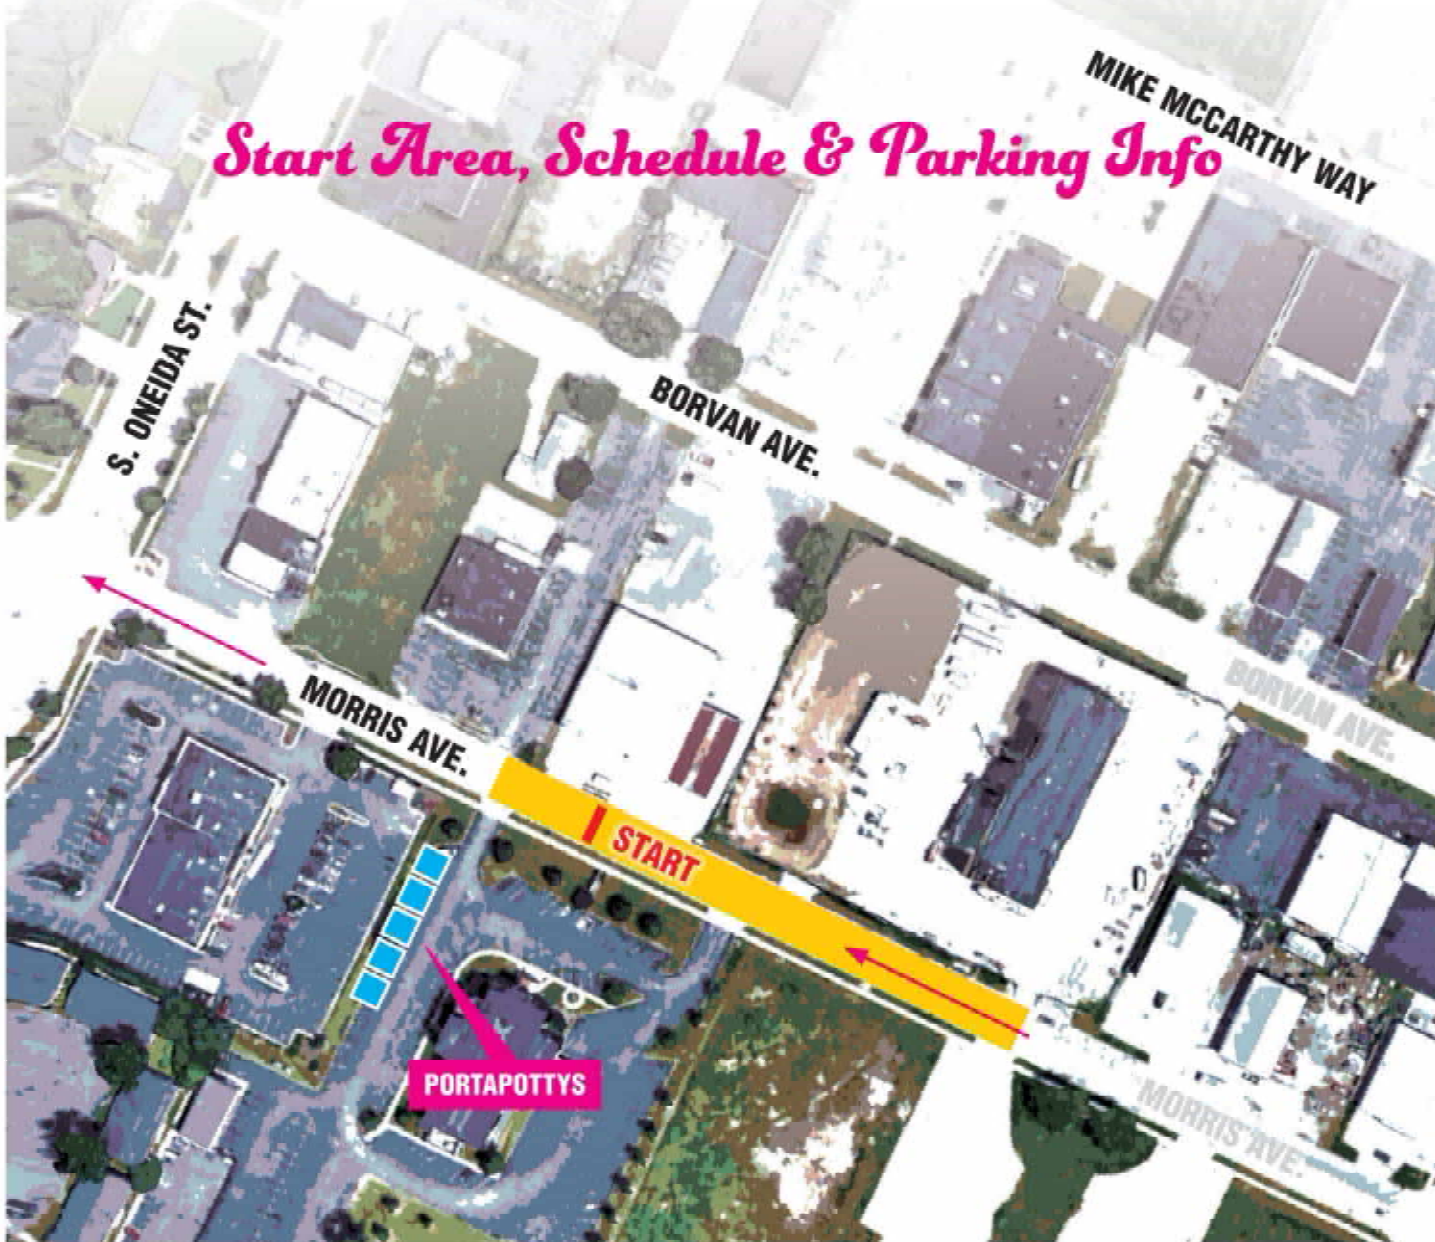 MIKE MCCARTHY WAY
Start Area, Schedule & Parking Info
S. ONEIDA ST.
BORVAN AVE.
BORVAN AVE.
MORRIS AVE.
START
PORTAPOTTYS
MORRIS AVE.